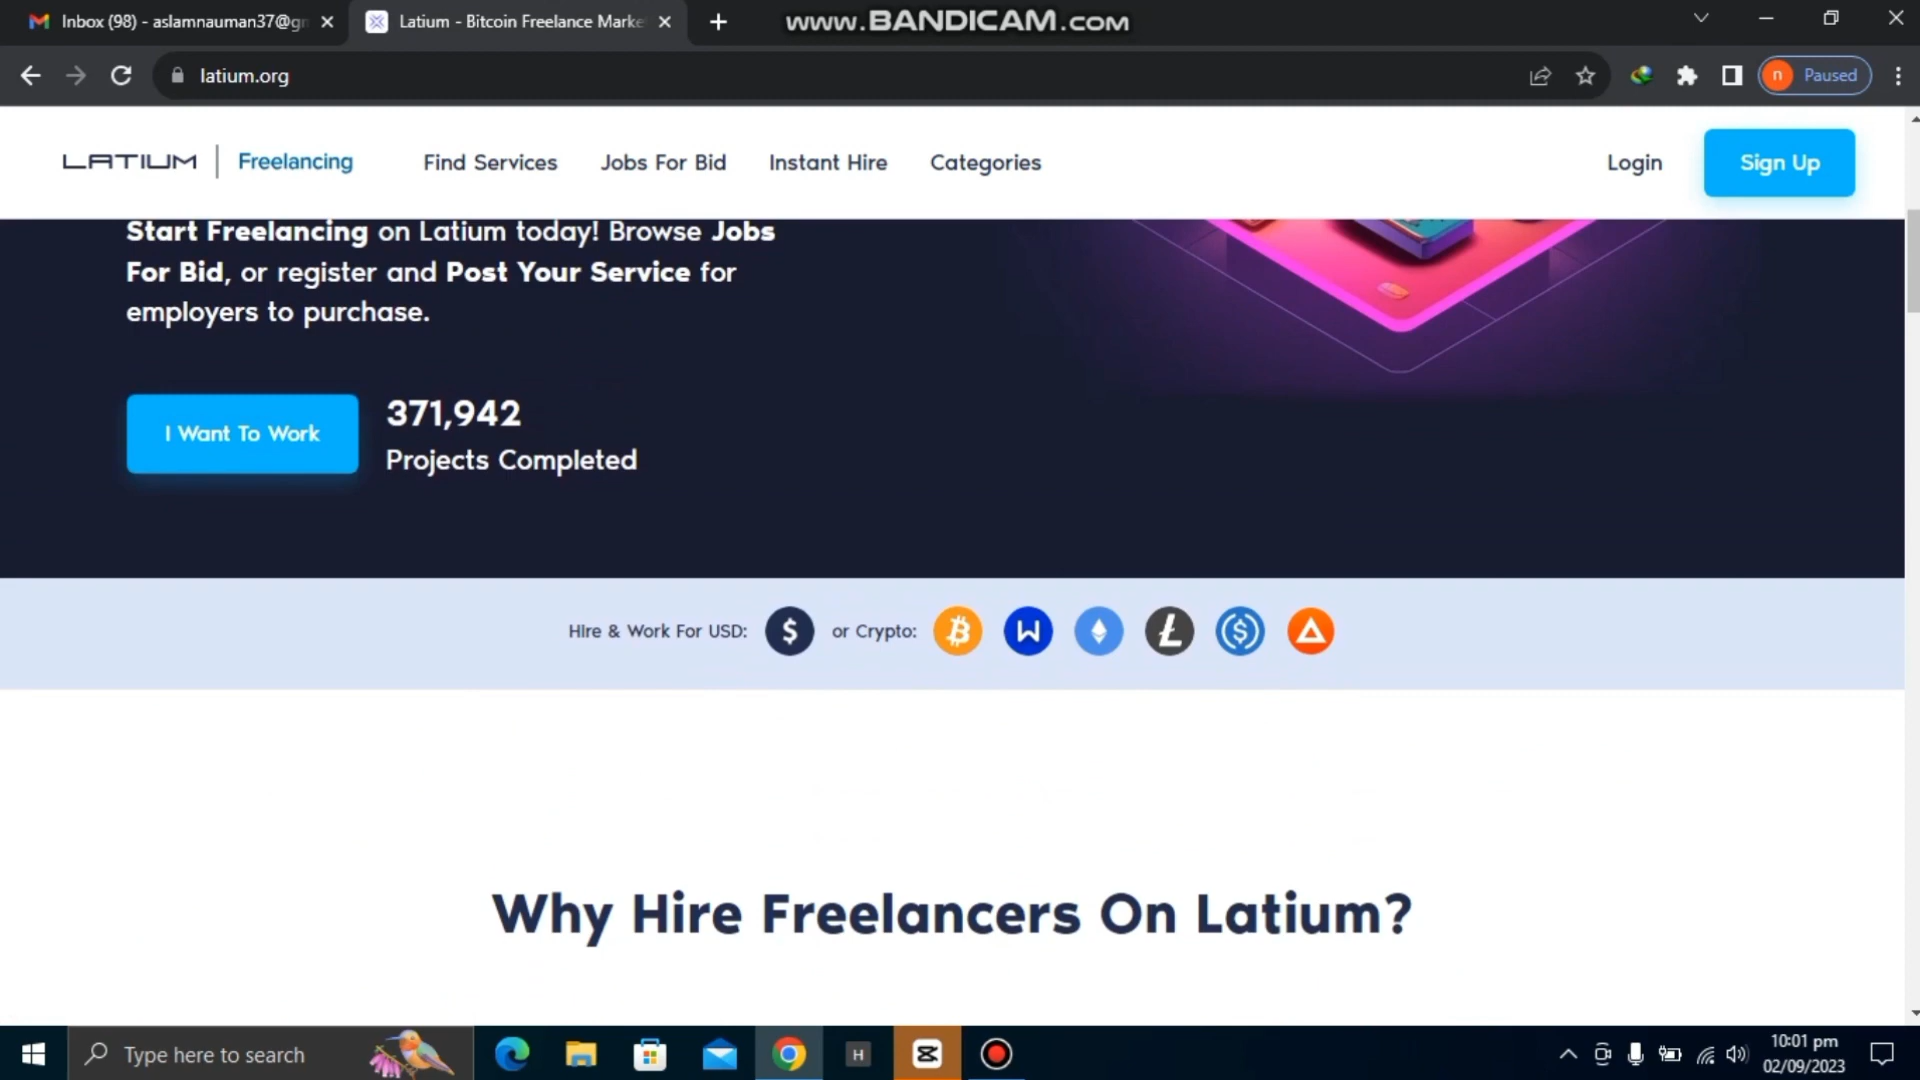 Inbox (98) - aslamnauman37@gm
Latium - Bitcoin Freelance Marke
www.BANDICAM.com
latium.org
n Paused
LATIUM Freelancing Find Services Jobs For Bid Instant Hire Categories Login Sign Up
Start Freelancing on Latium today! Browse Jobs
For Bid, or register and Post Your Service for
employers to purchase.
I Want To Work
371,942
Projects Completed
Hire & Work For USD: $ or Crypto:
Why Hire Freelancers On Latium?
Type here to search
H
10:01 pm
02/09/2023